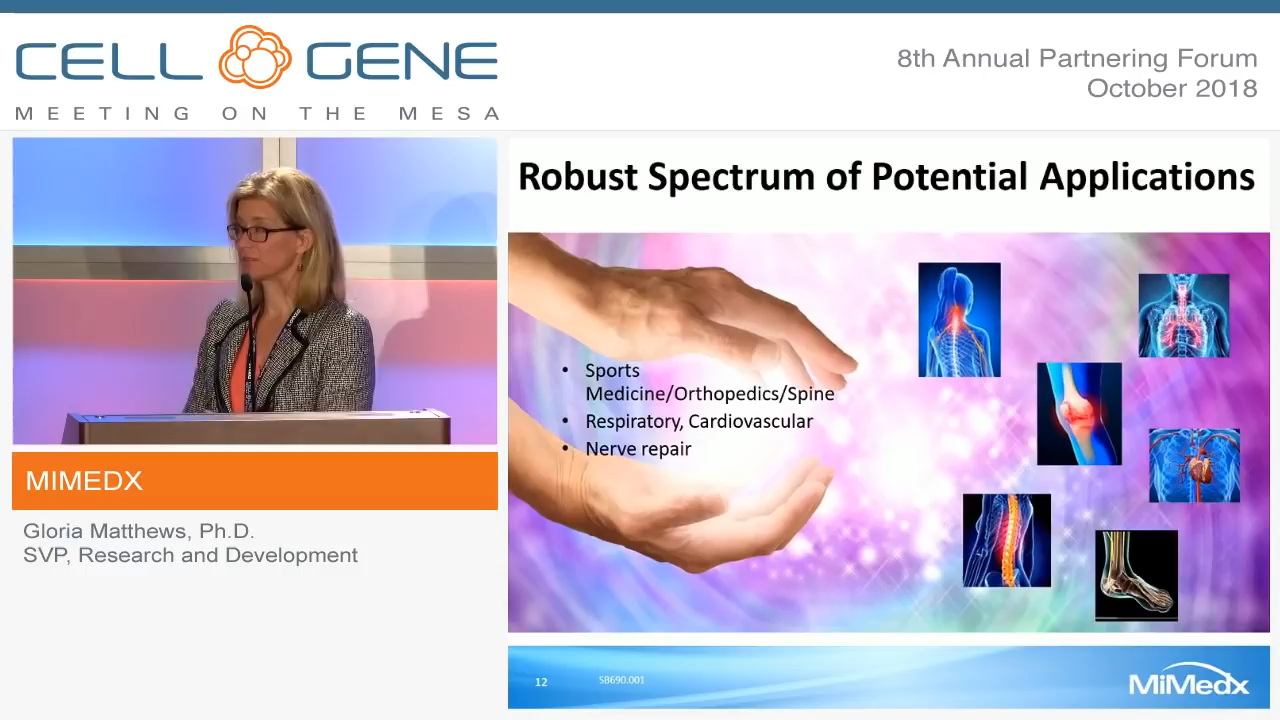 CELL GENE
MEETING ON THE MESA
8th Annual Partnering Forum
October 2018
MIMEDX
Gloria Matthews, Ph.D.
SVP, Research and Development
Robust Spectrum of Potential Applications
• Sports
Medicine/Orthopedics/Spine
• Respiratory, Cardiovascular
• Nerve repair
12
SB690.001
MiMedx